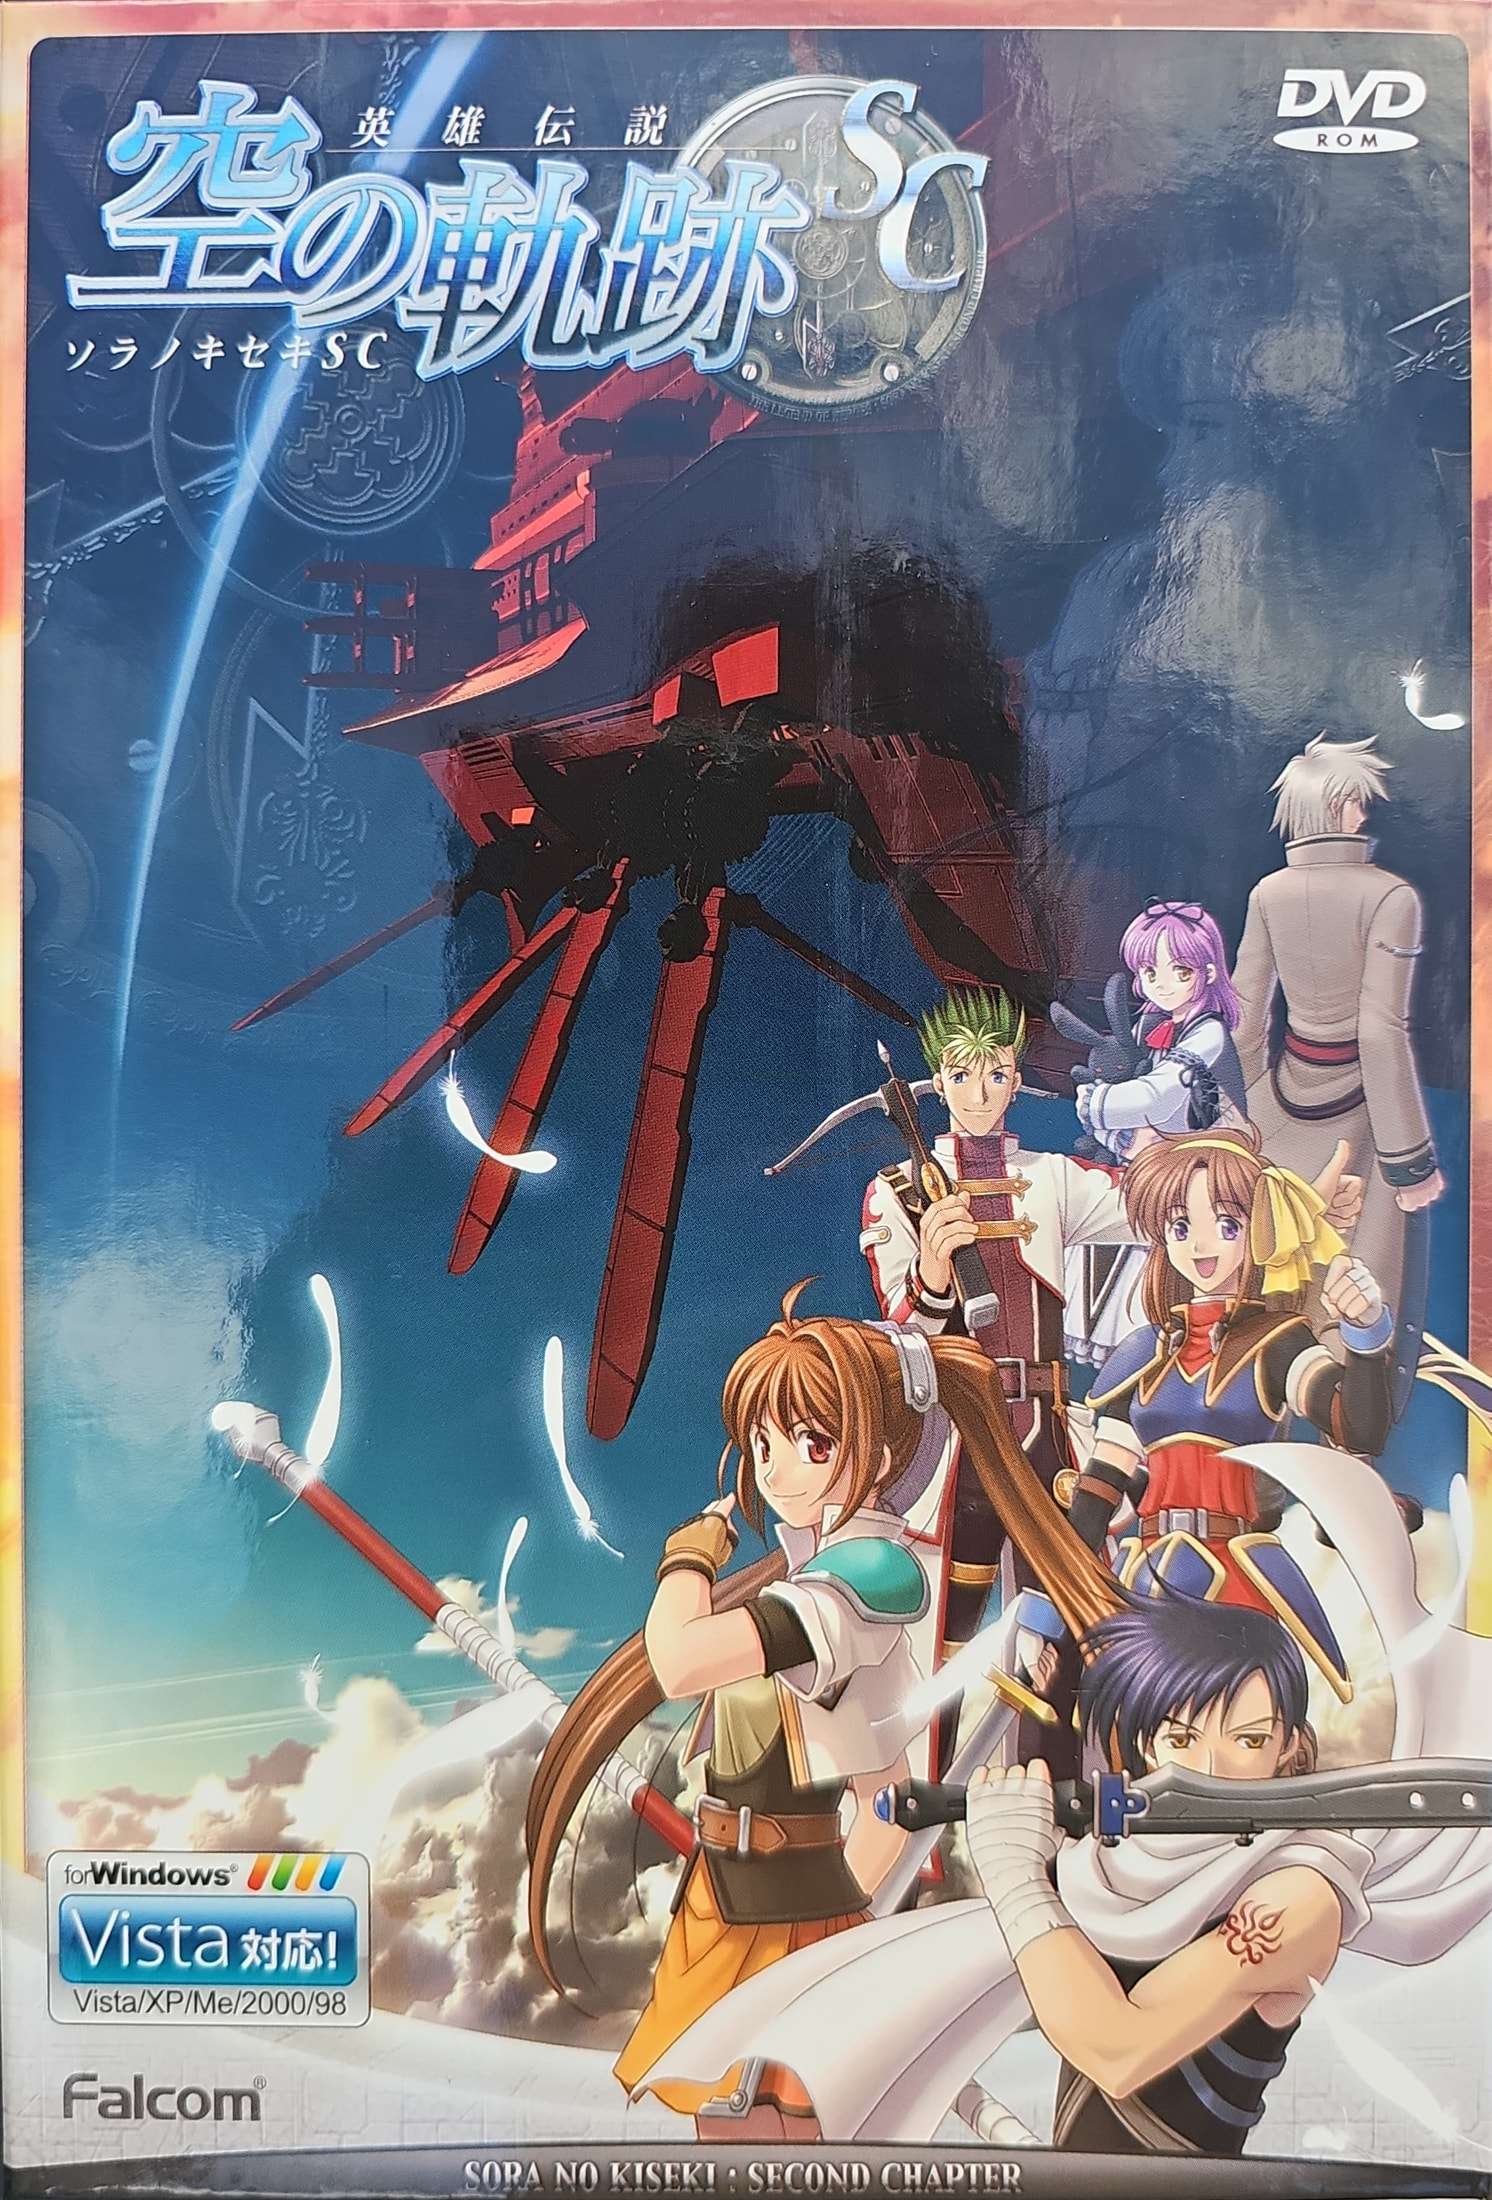 英雄伝説
空の軌跡 SC
ソラノキセキSC
DVD
ROM
for Windows®
Vista対応!
Vista/XP/Me/2000/98
Falcom®
SORA NO KISEKI : SECOND CHAPTER